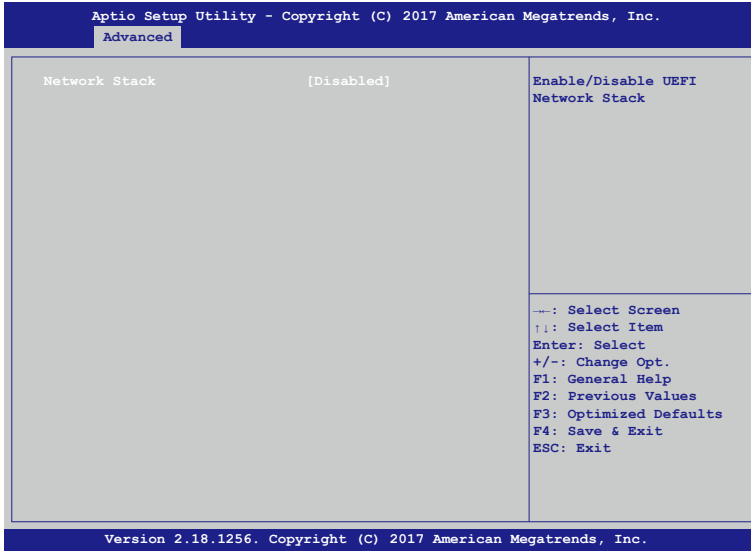 Aptio Setup Utility - Copyright (C) 2017 American Megatrends, Inc.
Advanced
Network Stack [Disabled]
Enable/Disable UEFI
Network Stack
→←: Select Screen
↑↓: Select Item
Enter: Select
+/-: Change Opt.
F1: General Help
F2: Previous Values
F3: Optimized Defaults
F4: Save & Exit
ESC: Exit
Version 2.18.1256. Copyright (C) 2017 American Megatrends, Inc.